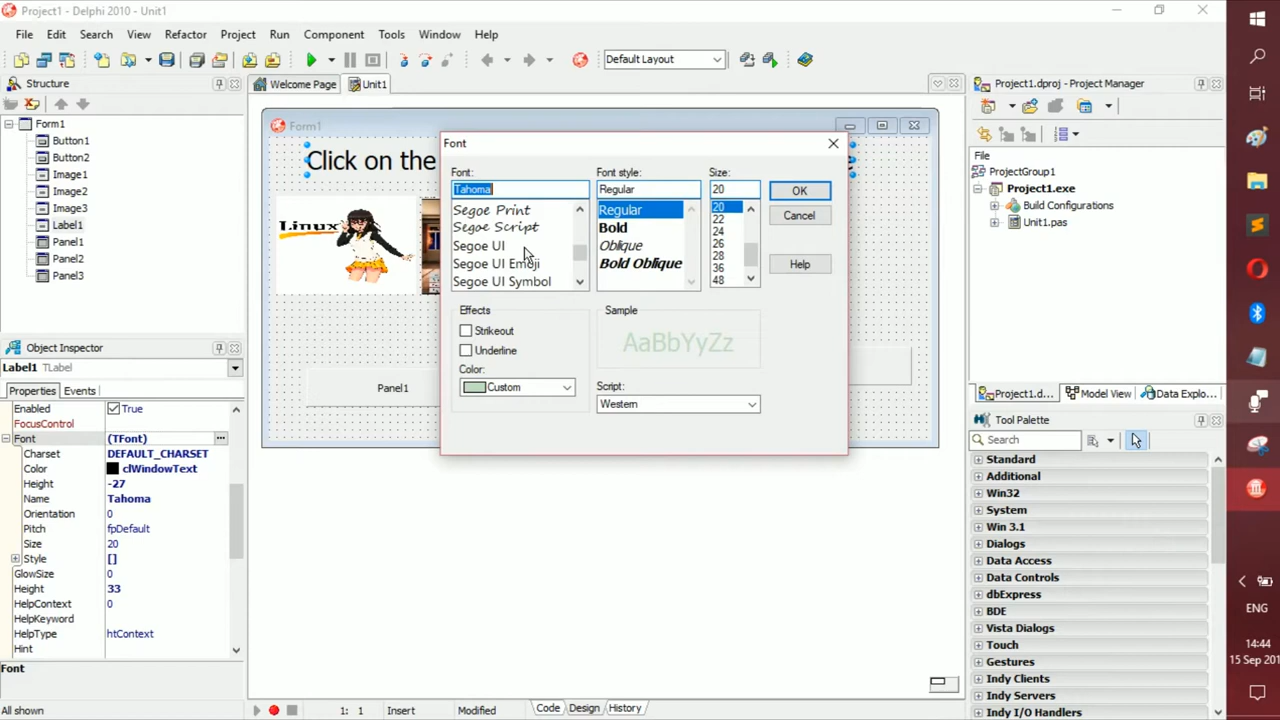 Project1 - Delphi 2010 - Unit1
File Edit Search View Refactor Project Run Component Tools Window Help
Default Layout
Structure
Form1
Button1
Button2
Image1
Image2
Image3
Label1
Panel1
Panel2
Panel3
Object Inspector
Label1 TLabel
Properties Events
Enabled True
FocusControl
Font (TFont)
Charset DEFAULT_CHARSET
Color clWindowText
Height -27
Name Tahoma
Orientation 0
Pitch fpDefault
Size 20
Style []
GlowSize 0
Height 33
HelpContext 0
HelpKeyword
HelpType htContext
Hint
Font
All shown
Welcome Page Unit1
Form1
Click on the
Linux
Panel1
Font
Font: Font style: Size:
Tahoma Regular 20 OK
Segoe Print Regular 20 Cancel
Segoe Script Bold 22
Segoe UI Oblique 24
Segoe UI Emoji Bold Oblique 26 Help
Segoe UI Symbol 28
36
48
Effects Sample
Strikeout
AaBbYyZz
Underline
Color:
Custom
Script:
Western
1: 1 Insert Modified Code Design History
Project1.dproj - Project Manager
File
ProjectGroup1
Project1.exe
Build Configurations
Unit1.pas
Project1.d... Model View Data Explo...
Tool Palette
Search
Standard
Additional
Win32
System
Win 3.1
Dialogs
Data Access
Data Controls
dbExpress
BDE
Vista Dialogs
Touch
Gestures
Indy Clients
Indy Servers
Indy I/O Handlers
ENG
14:44
15 Sep 201